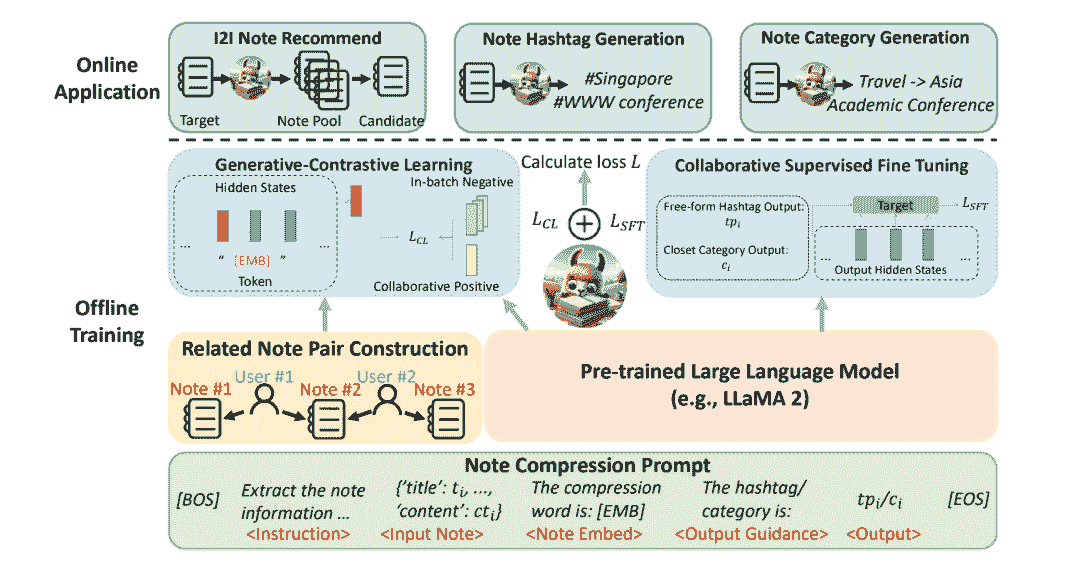 Online
Application
I2I Note Recommend
Target
Note Pool
Candidate
Note Hashtag Generation
#Singapore
#WWW conference
Note Category Generation
Travel -> Asia
Academic Conference
Offline
Training
Generative-Contrastive Learning
Hidden States
...
...
“ [EMB] ”
Token
L_CL
In-batch Negative
Collaborative Positive
Calculate loss L
L_CL
L_SFT
Collaborative Supervised Fine Tuning
Free-form Hashtag Output:
tp_i
Closet Category Output:
c_i
Target
L_SFT
...
...
Output Hidden States
Related Note Pair Construction
User #1
User #2
Note #1
Note #2
Note #3
Pre-trained Large Language Model
(e.g., LLaMA 2)
Note Compression Prompt
[BOS]
Extract the note
information ...
<Instruction>
{'title': t_i, ...,
‘content’: ct_i}
<Input Note>
The compression
word is: [EMB]
<Note Embed>
The hashtag/
category is:
<Output Guidance>
tp_i/c_i
<Output>
[EOS]